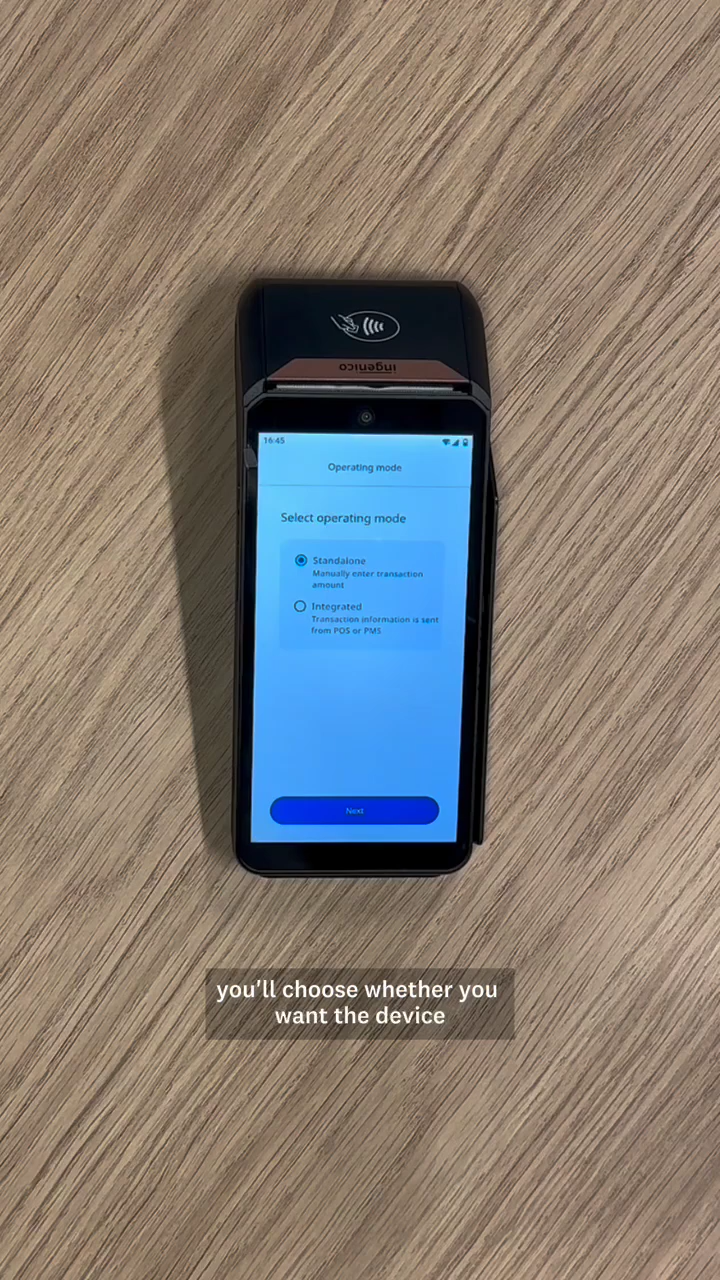 ingenico
16:45
Operating mode
Select operating mode
Standalone
Manually enter transaction
amount
Integrated
Transaction information is sent
from POS or PMS
Next
you'll choose whether you
want the device